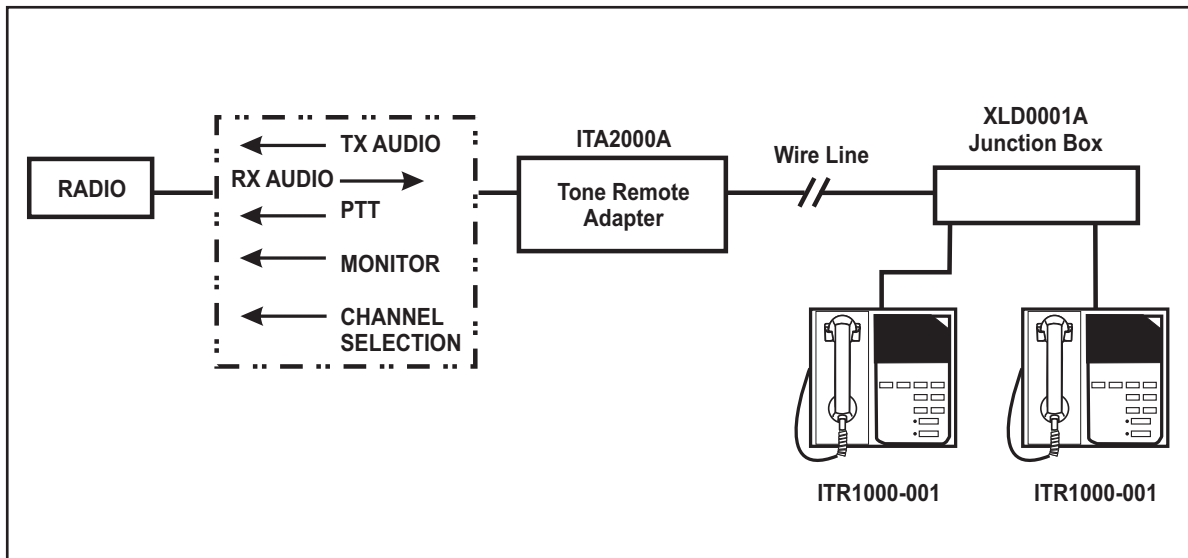 RADIO
TX AUDIO
RX AUDIO
PTT
MONITOR
CHANNEL
SELECTION
ITA2000A
Tone Remote
Adapter
Wire Line
XLD0001A
Junction Box
ITR1000-001
ITR1000-001